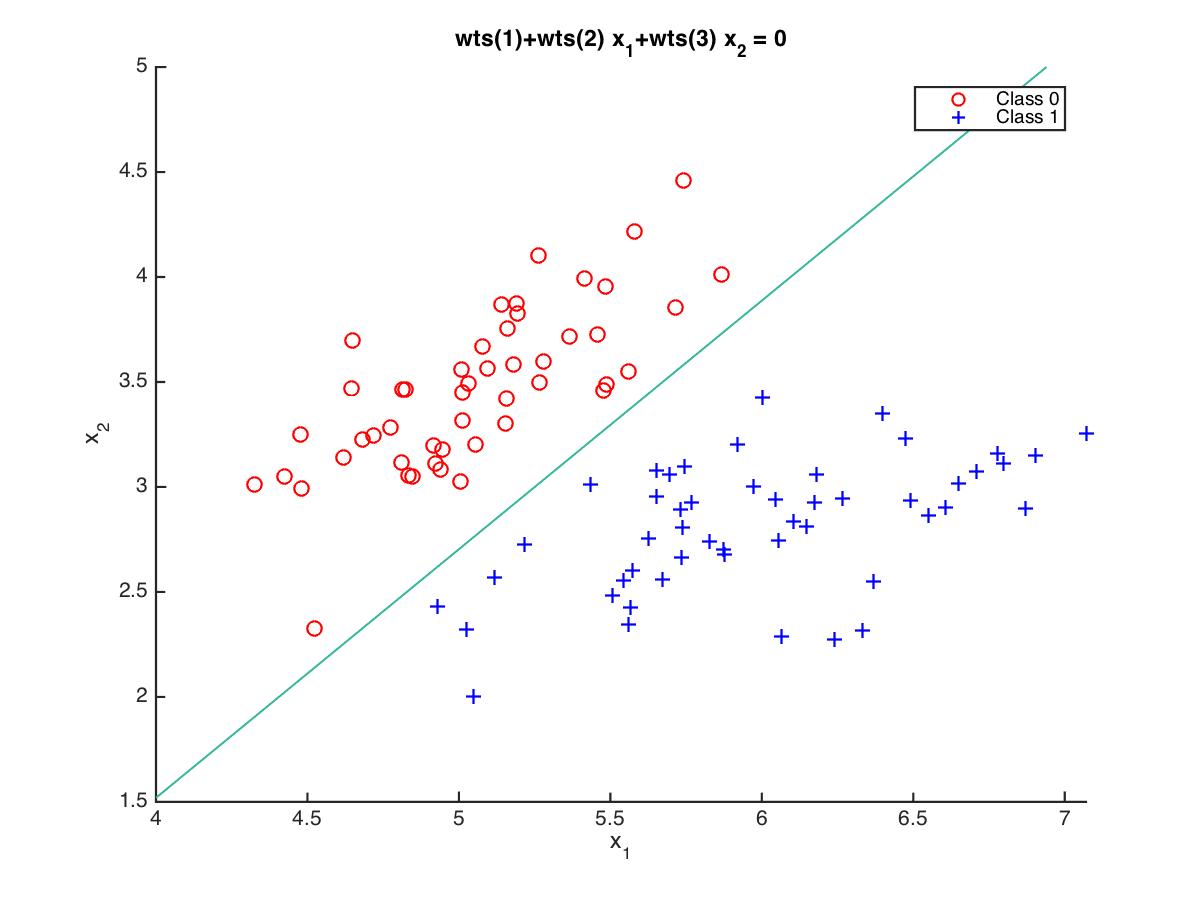 wts(1)+wts(2) x₁+wts(3) x₂ = 0
5
4.5
4
3.5
3
2.5
2
1.5
x₂
Class 0
Class 1
4 4.5 5 5.5 6 6.5 7
x₁